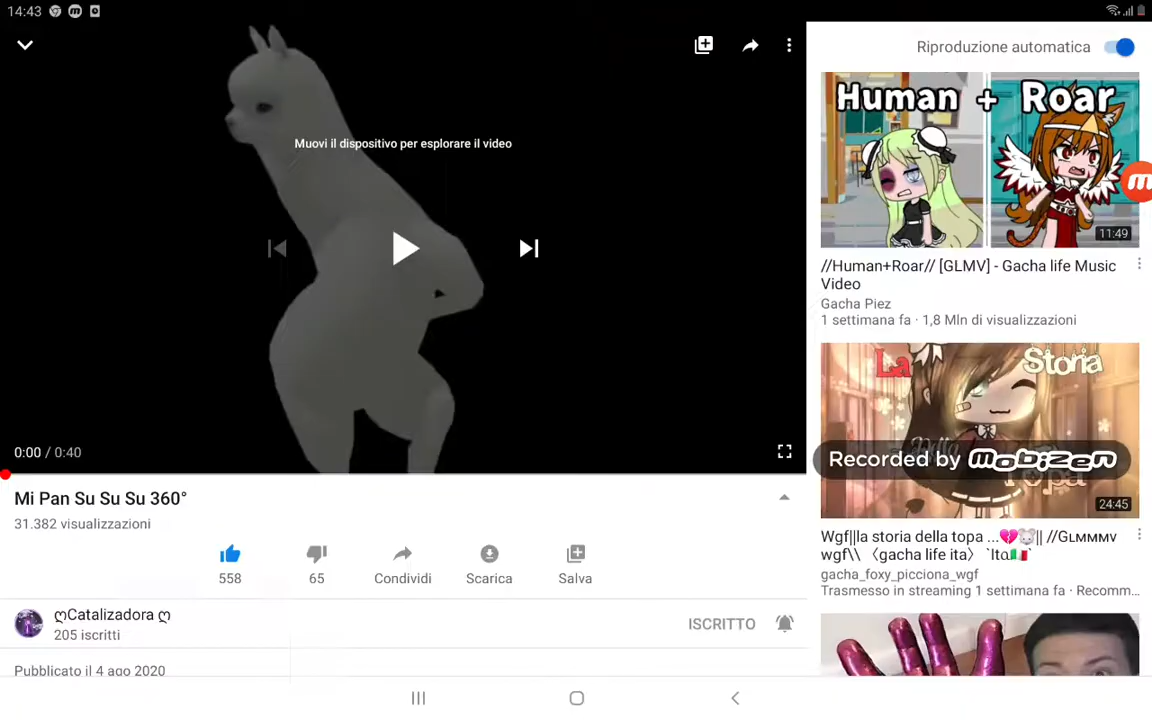 14:43
Muovi il dispositivo per esplorare il video
0:00 / 0:40
Mi Pan Su Su Su 360°
31.382 visualizzazioni
558
65
Condividi
Scarica
Salva
ღCatalizadora ღ
205 iscritti
ISCRITTO
Pubblicato il 4 ago 2020
Riproduzione automatica
Human + Roar
11:49
//Human+Roar// [GLMV] - Gacha life Music
Video
Gacha Piez
1 settimana fa · 1,8 Mln di visualizzazioni
La Storia
Della
Topa
Recorded by mobizen
24:45
Wgf||la storia della topa ...💔🐭|| //Gʟᴍᴍᴍᴠ
wgf\\ 〈gacha life ita〉 `Itα🇮🇹`
gacha_foxy_picciona_wgf
Trasmesso in streaming 1 settimana fa · Recomm...